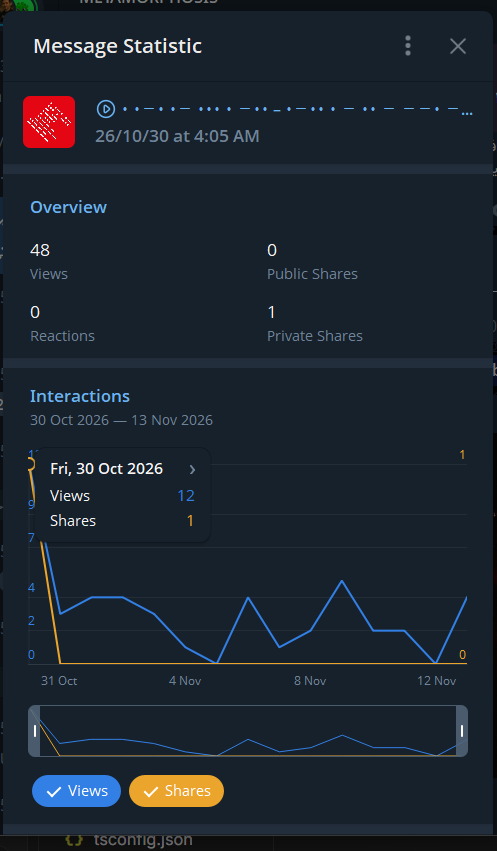 METAMORPHOSIS
Message Statistic
26/10/30 at 4:05 AM
Overview
48
0
Views
Public Shares
0
1
Reactions
Private Shares
Interactions
30 Oct 2026 — 13 Nov 2026
1
Fri, 30 Oct 2026
Views 12
Shares 1
9
7
4
2
0
0
31 Oct
4 Nov
8 Nov
12 Nov
Views
Shares
{} tsconfig.json